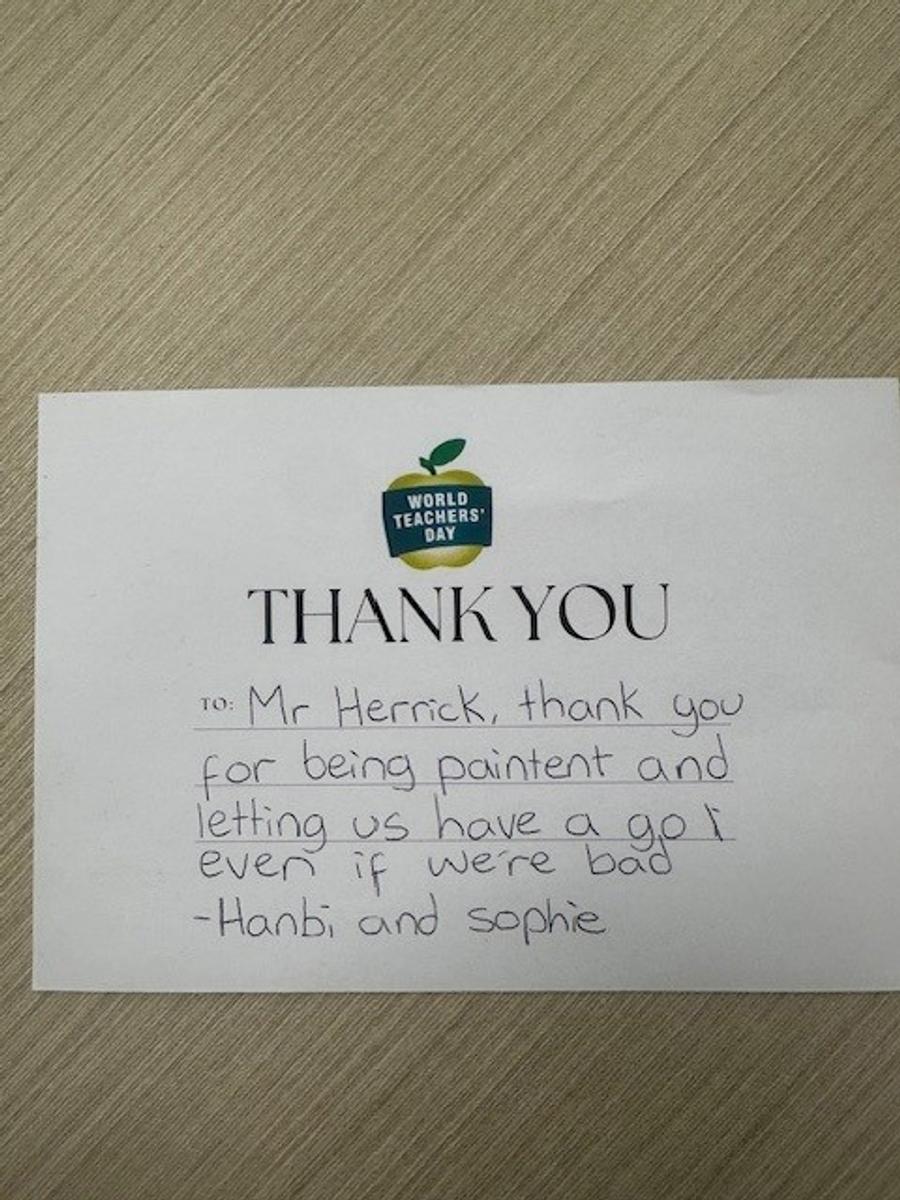 WORLD
TEACHERS'
DAY
THANK YOU
TO: Mr Herrick, thank you
for being paintent and
letting us have a go
even if we're bad
-Hanbi and sophie